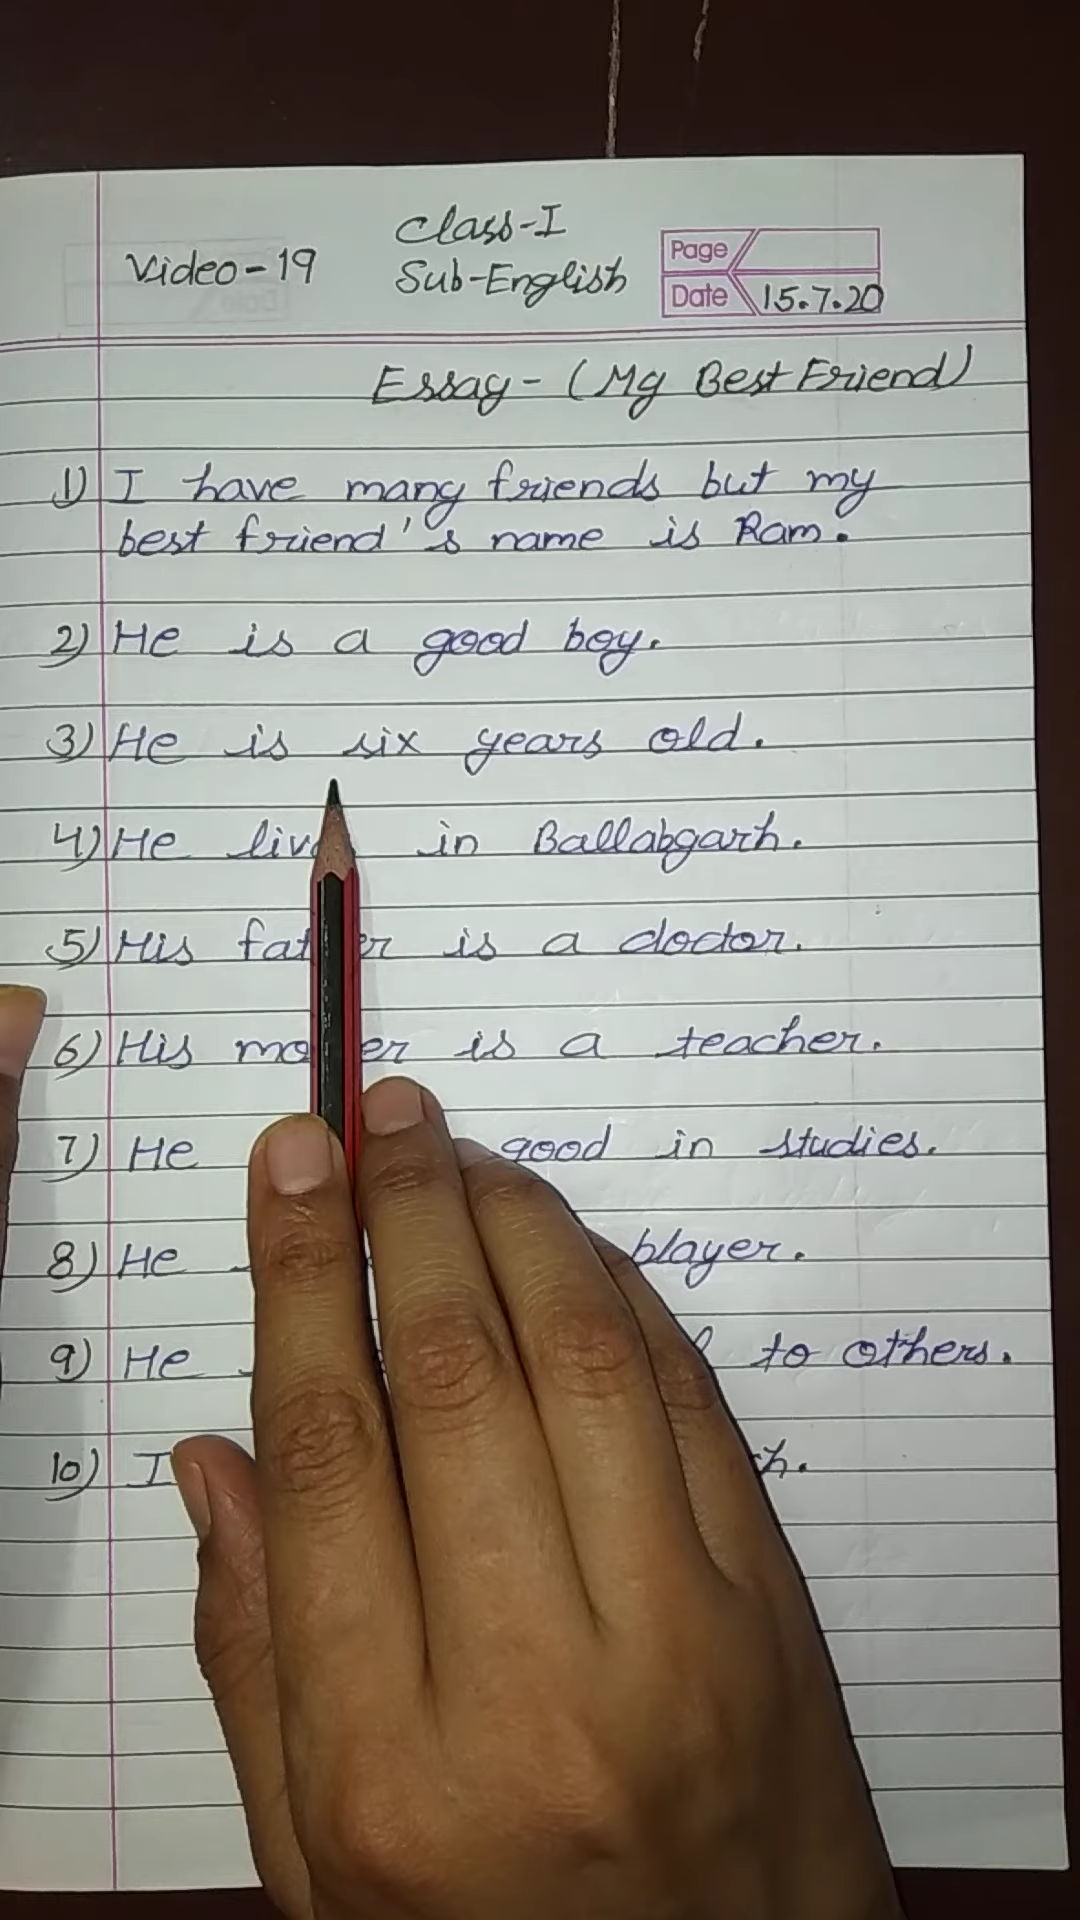 Class-I
Video-19
Sub-English
Page
Date 15.7.20
Essay- (My Best Friend)
1) I have many friends but my
best friend's name is Ram.
2) He is a good boy.
3) He is six years old.
4) He in Ballabgarh.
5) His is a doctor.
6) His is a teacher.
7) He good in studies.
8) He player.
9) He to others.
10) I